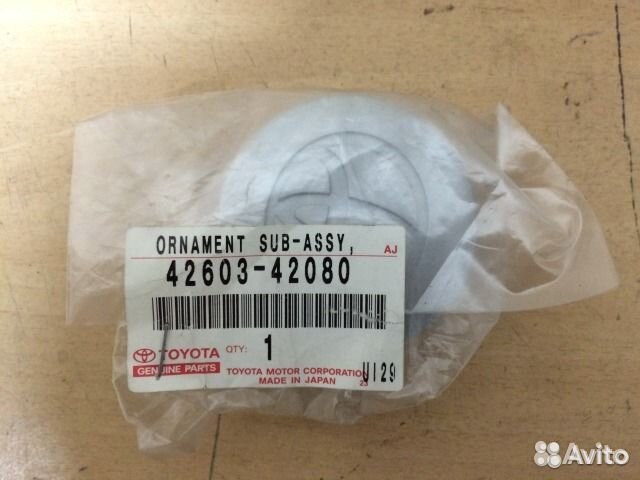 ORNAMENT SUB-ASSY, AJ
42603-42080
TOYOTA QTY: 1
GENUINE PARTS TOYOTA MOTOR CORPORATION
MADE IN JAPAN 23 U129
Avito